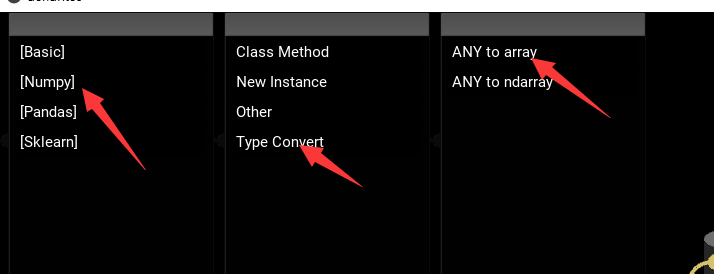 [Basic]
[Numpy]
[Pandas]
[Sklearn]
Class Method
New Instance
Other
Type Convert
ANY to array
ANY to ndarray